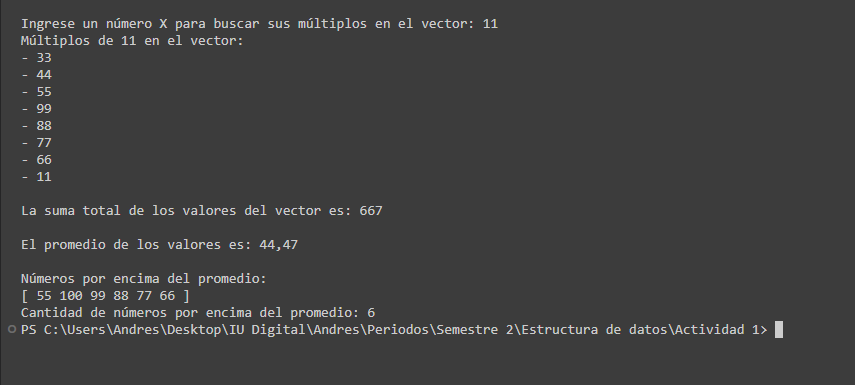 Ingrese un número X para buscar sus múltiplos en el vector: 11
Múltiplos de 11 en el vector:
- 33
- 44
- 55
- 99
- 88
- 77
- 66
- 11
La suma total de los valores del vector es: 667
El promedio de los valores es: 44,47
Números por encima del promedio:
[ 55 100 99 88 77 66 ]
Cantidad de números por encima del promedio: 6
PS C:\Users\Andres\Desktop\IU Digital\Andres\Periodos\Semestre 2\Estructura de datos\Actividad 1>